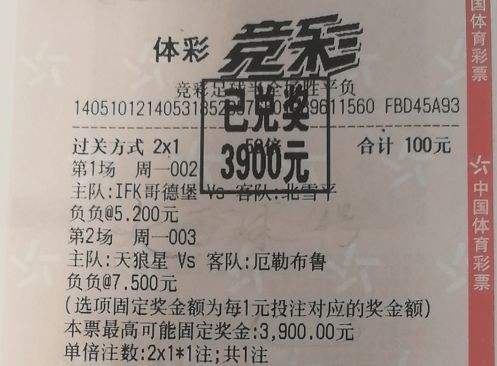 体彩 竞彩
竞彩足球半全场胜平负
FBD45A93
已兑奖
3900元
过关方式 2x1 50倍 合计 100元
第1场 周一002
主队:IFK哥德堡 Vs 客队:北雪平
负负@5.200元
第2场 周一003
主队:天狼星 Vs 客队:厄勒布鲁
负负@7.500元
(选项固定奖金额为每1元投注对应的奖金额)
本票最高可能固定奖金:3,900.00元
单倍注数:2x1*1注;共1注
国体育彩票
中国体育彩票